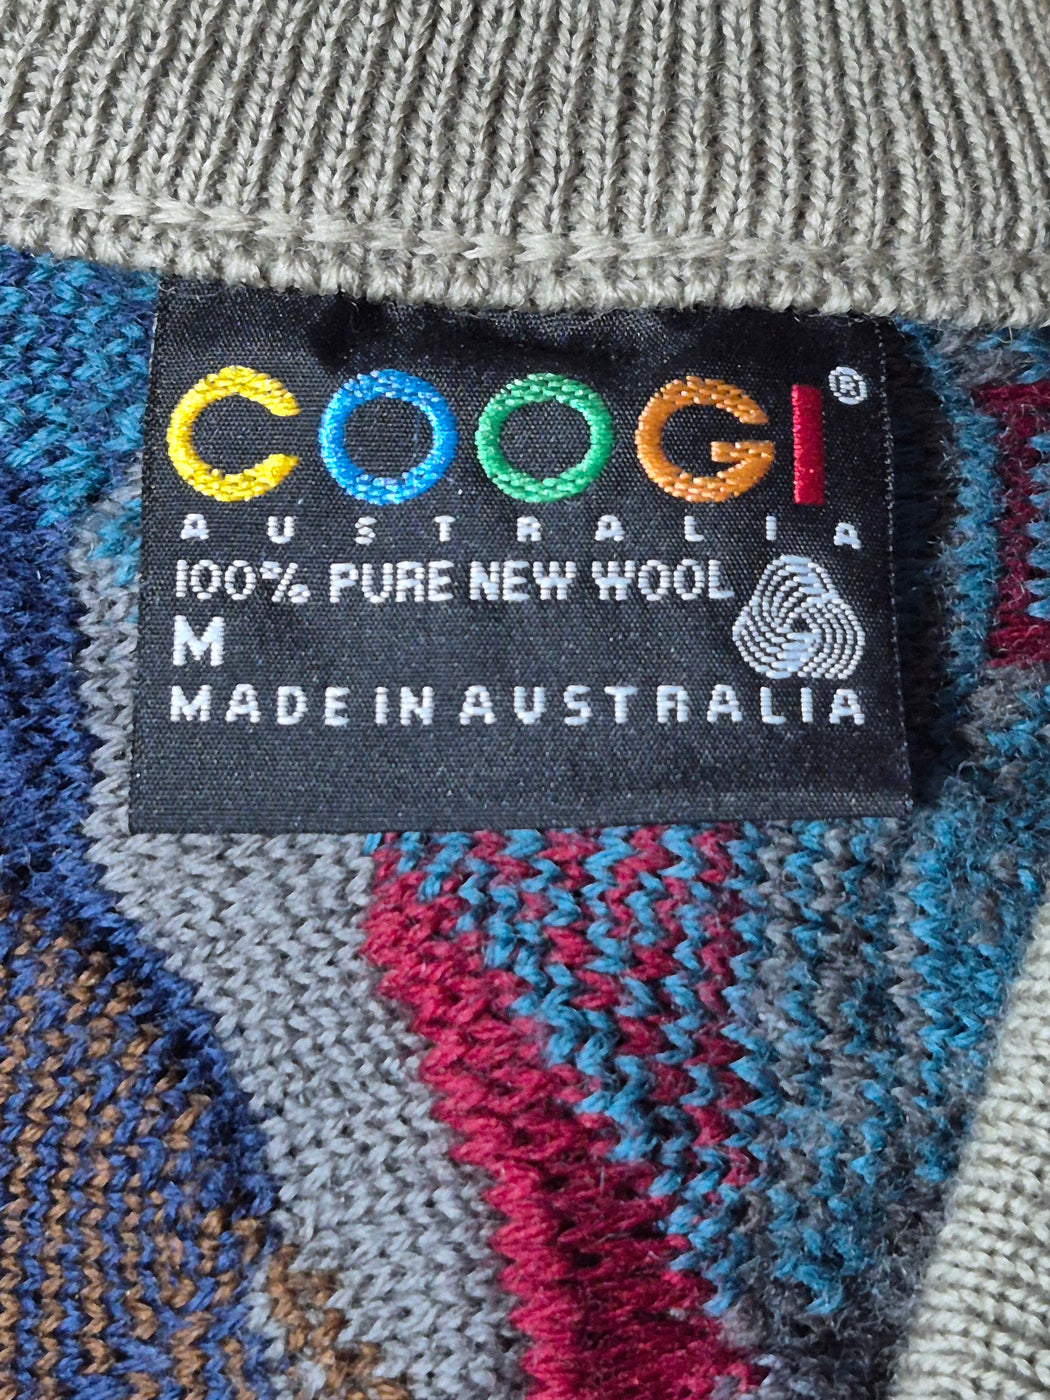 COOGI®
AUSTRALIA
100% PURE NEW WOOL
M
MADE IN AUSTRALIA